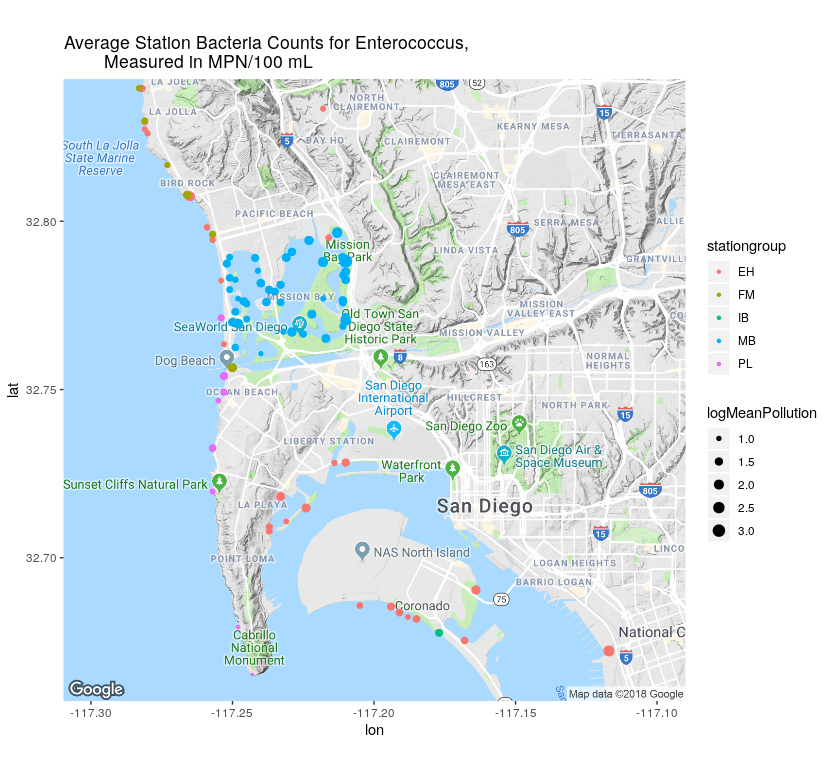 Average Station Bacteria Counts for Enterococcus,
Measured in MPN/100 mL
LA JOLLA
805
52
NORTH
CLAIREMONT
LA JOLLA
15
KEARNY MESA
5
BAY HO
CLAIREMONT
TIERRASANTA
South La Jolla
State Marine
Reserve
CLAIREMONT
MESA EAST
BIRD ROCK
PACIFIC BEACH
805
SERRA MESA
ALLIE
32.80
Mission
Bay Park
LINDA VISTA
GRANTVILL
MISSION BAY
MISSION
VALLEY EAST
SeaWorld San Diego
Old Town San
Diego State
Historic Park
MISSION VALLEY
Dog Beach
8
163
NORMAL
HEIGHTS
32.75
OCEAN BEACH
San Diego
International
Airport
HILLCREST
NORTH PARK
15
San Diego Zoo
LIBERTY STATION
San Diego Air &
Space Museum
Waterfront
Park
Sunset Cliffs Natural Park
805
LA PLAYA
San Diego
15
LINCO
NAS North Island
32.70
POINT LOMA
LOGAN HEIGHTS
BARRIO LOGAN
75
Coronado
National C
Cabrillo
National
Monument
5
Google
Map data ©2018 Google
-117.30
-117.25
-117.20
-117.15
-117.10
lon
lat
stationgroup
EH
FM
IB
MB
PL
logMeanPollution
1.0
1.5
2.0
2.5
3.0